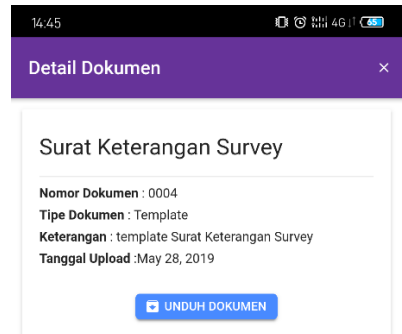 14:45 4G 65
Detail Dokumen ×
Surat Keterangan Survey
Nomor Dokumen : 0004
Tipe Dokumen : Template
Keterangan : template Surat Keterangan Survey
Tanggal Upload :May 28, 2019
UNDUH DOKUMEN